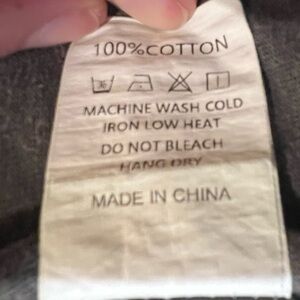 100%COTTON
MACHINE WASH COLD
IRON LOW HEAT
DO NOT BLEACH
HANG DRY
MADE IN CHINA